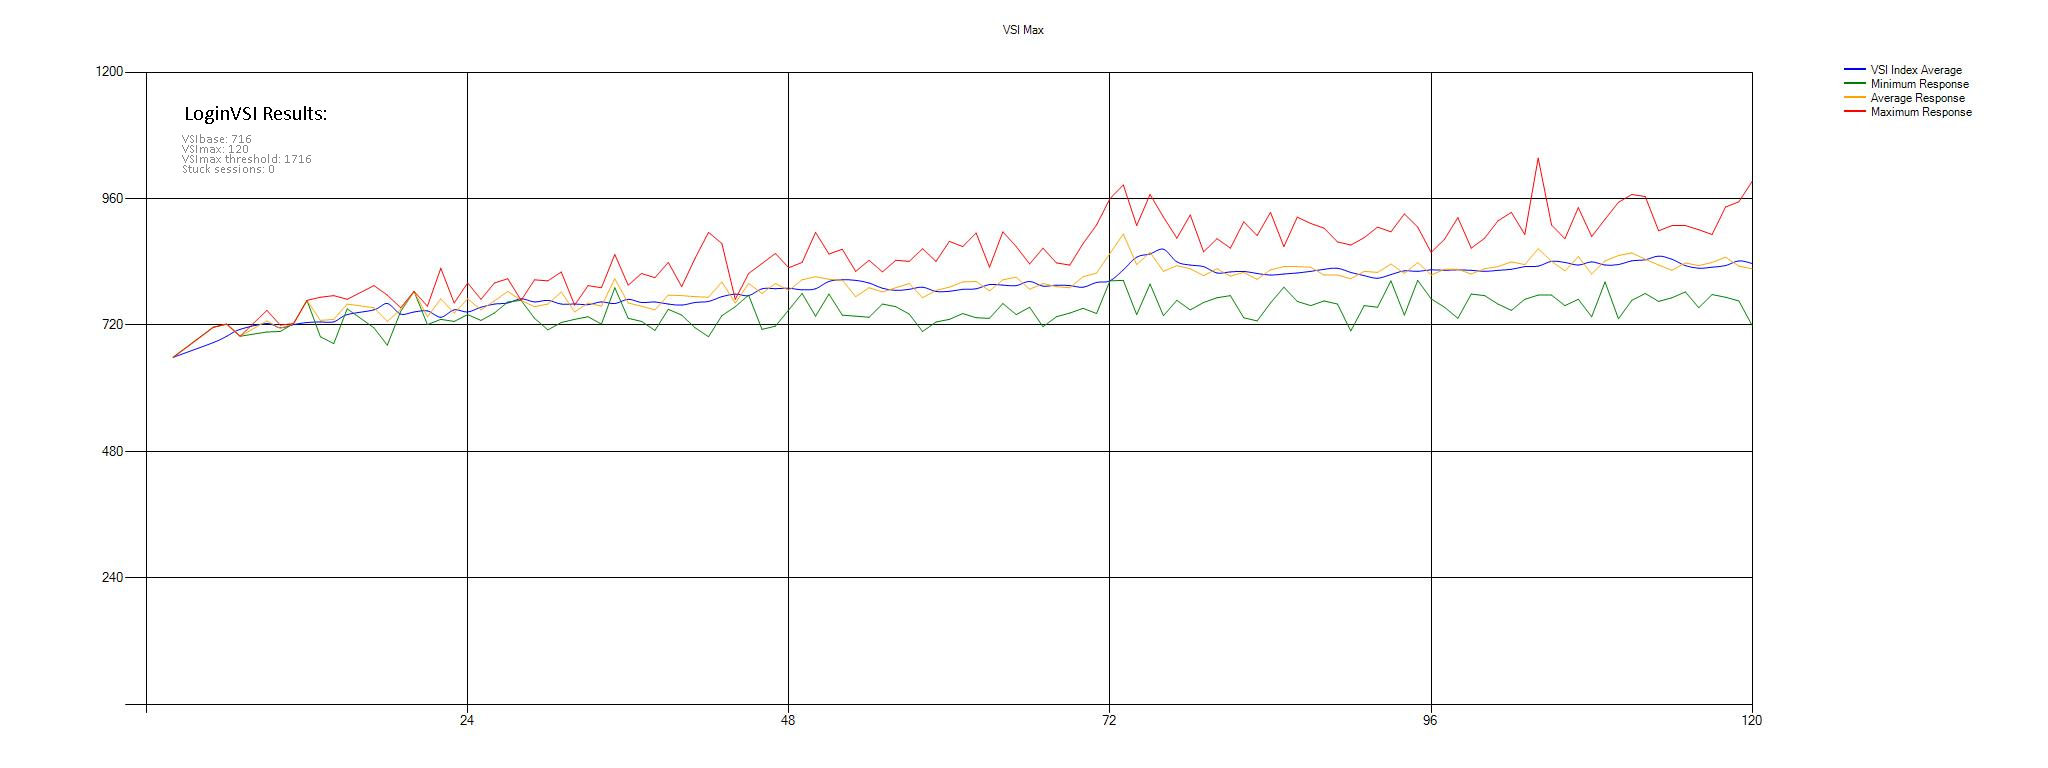 VSI Max
1200
960
720
480
240
LoginVSI Results:
VSIbase: 716
VSImax: 120
VSImax threshold: 1716
Stuck sessions: 0
VSI Index Average
Minimum Response
Average Response
Maximum Response
24
48
72
96
120